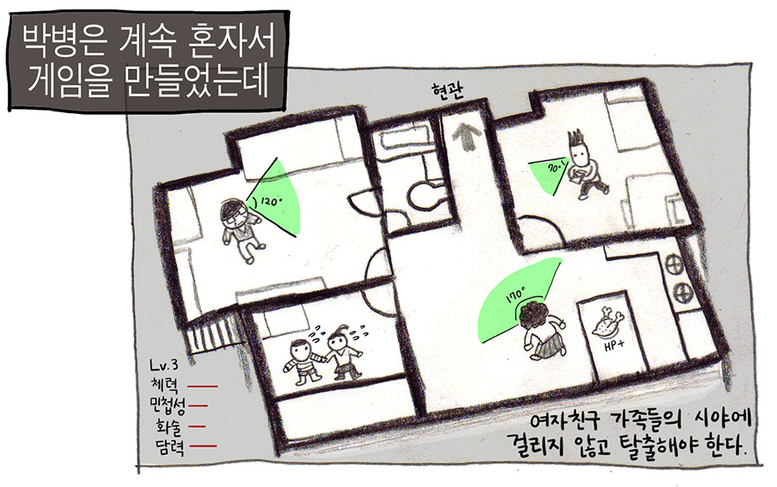 박병은 계속 혼자서
게임을 만들었는데
현관
120°
70°
170°
HP+
Lv.3
체력
민첩성
화술
담력
여자친구 가족들의 시야에
걸리지 않고 탈출해야 한다.